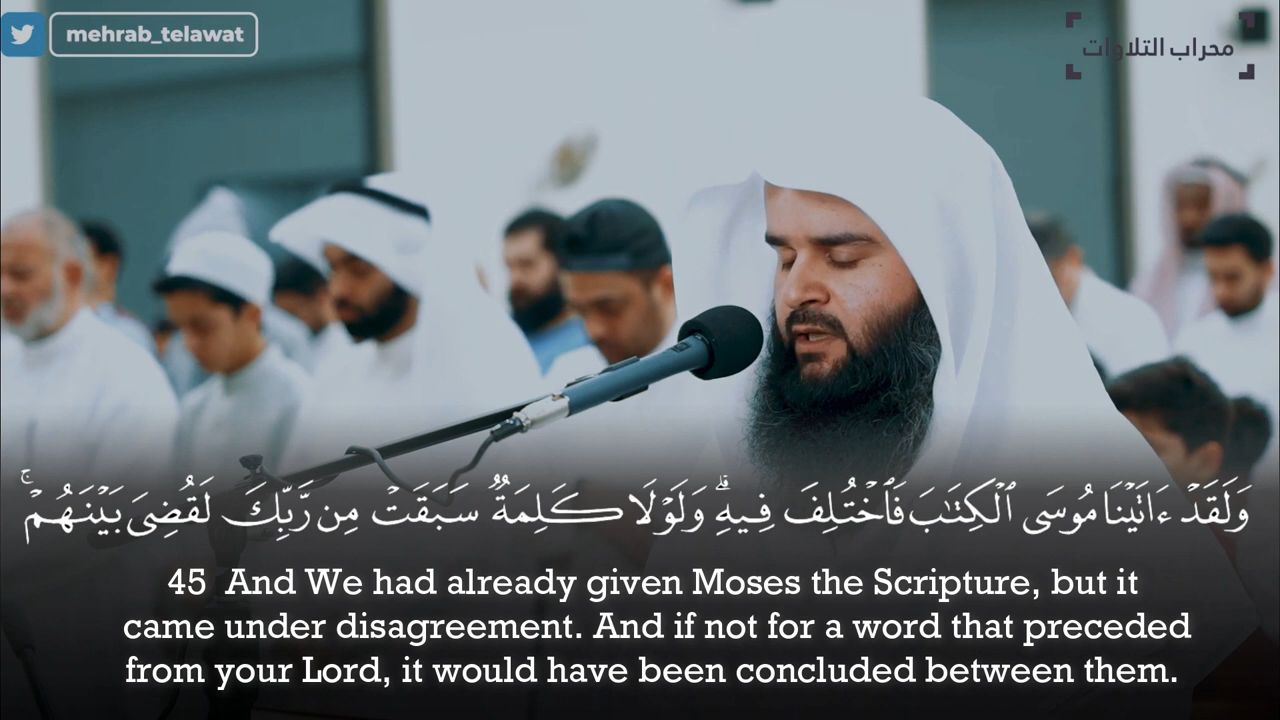 mehrab_telawat
محراب التلاوات
وَلَقَدْ ءَاتَيْنَا مُوسَى ٱلْكِتَٰبَ فَٱخْتُلِفَ فِيهِۗ وَلَوْلَا كَلِمَةٌ سَبَقَتْ مِن رَّبِّكَ لَقُضِىَ بَيْنَهُمْۚ
45 And We had already given Moses the Scripture, but it
came under disagreement. And if not for a word that preceded
from your Lord, it would have been concluded between them.